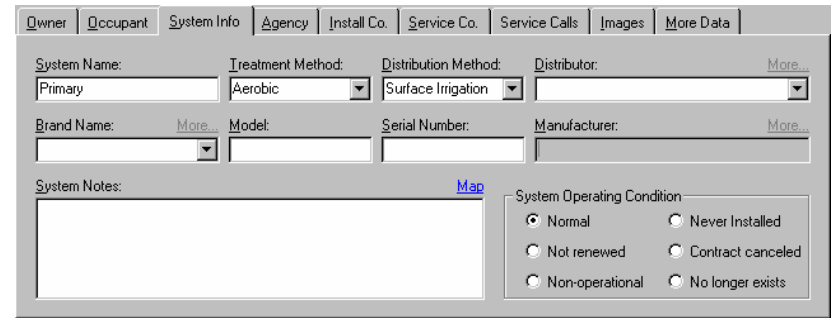 Owner Occupant System Info Agency Install Co. Service Co. Service Calls Images More Data
System Name: Treatment Method: Distribution Method: Distributor: More...
Primary Aerobic Surface Irrigation
Brand Name: More... Model: Serial Number: Manufacturer: More...
System Notes: Map
System Operating Condition
Normal Never Installed
Not renewed Contract canceled
Non-operational No longer exists